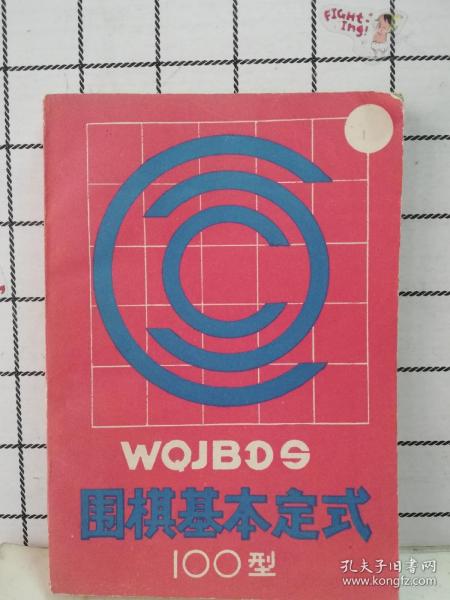 FIGHT-
Ing!
WQJBDS
围棋基本定式
100型
孔夫子旧书网
www.kongfz.com